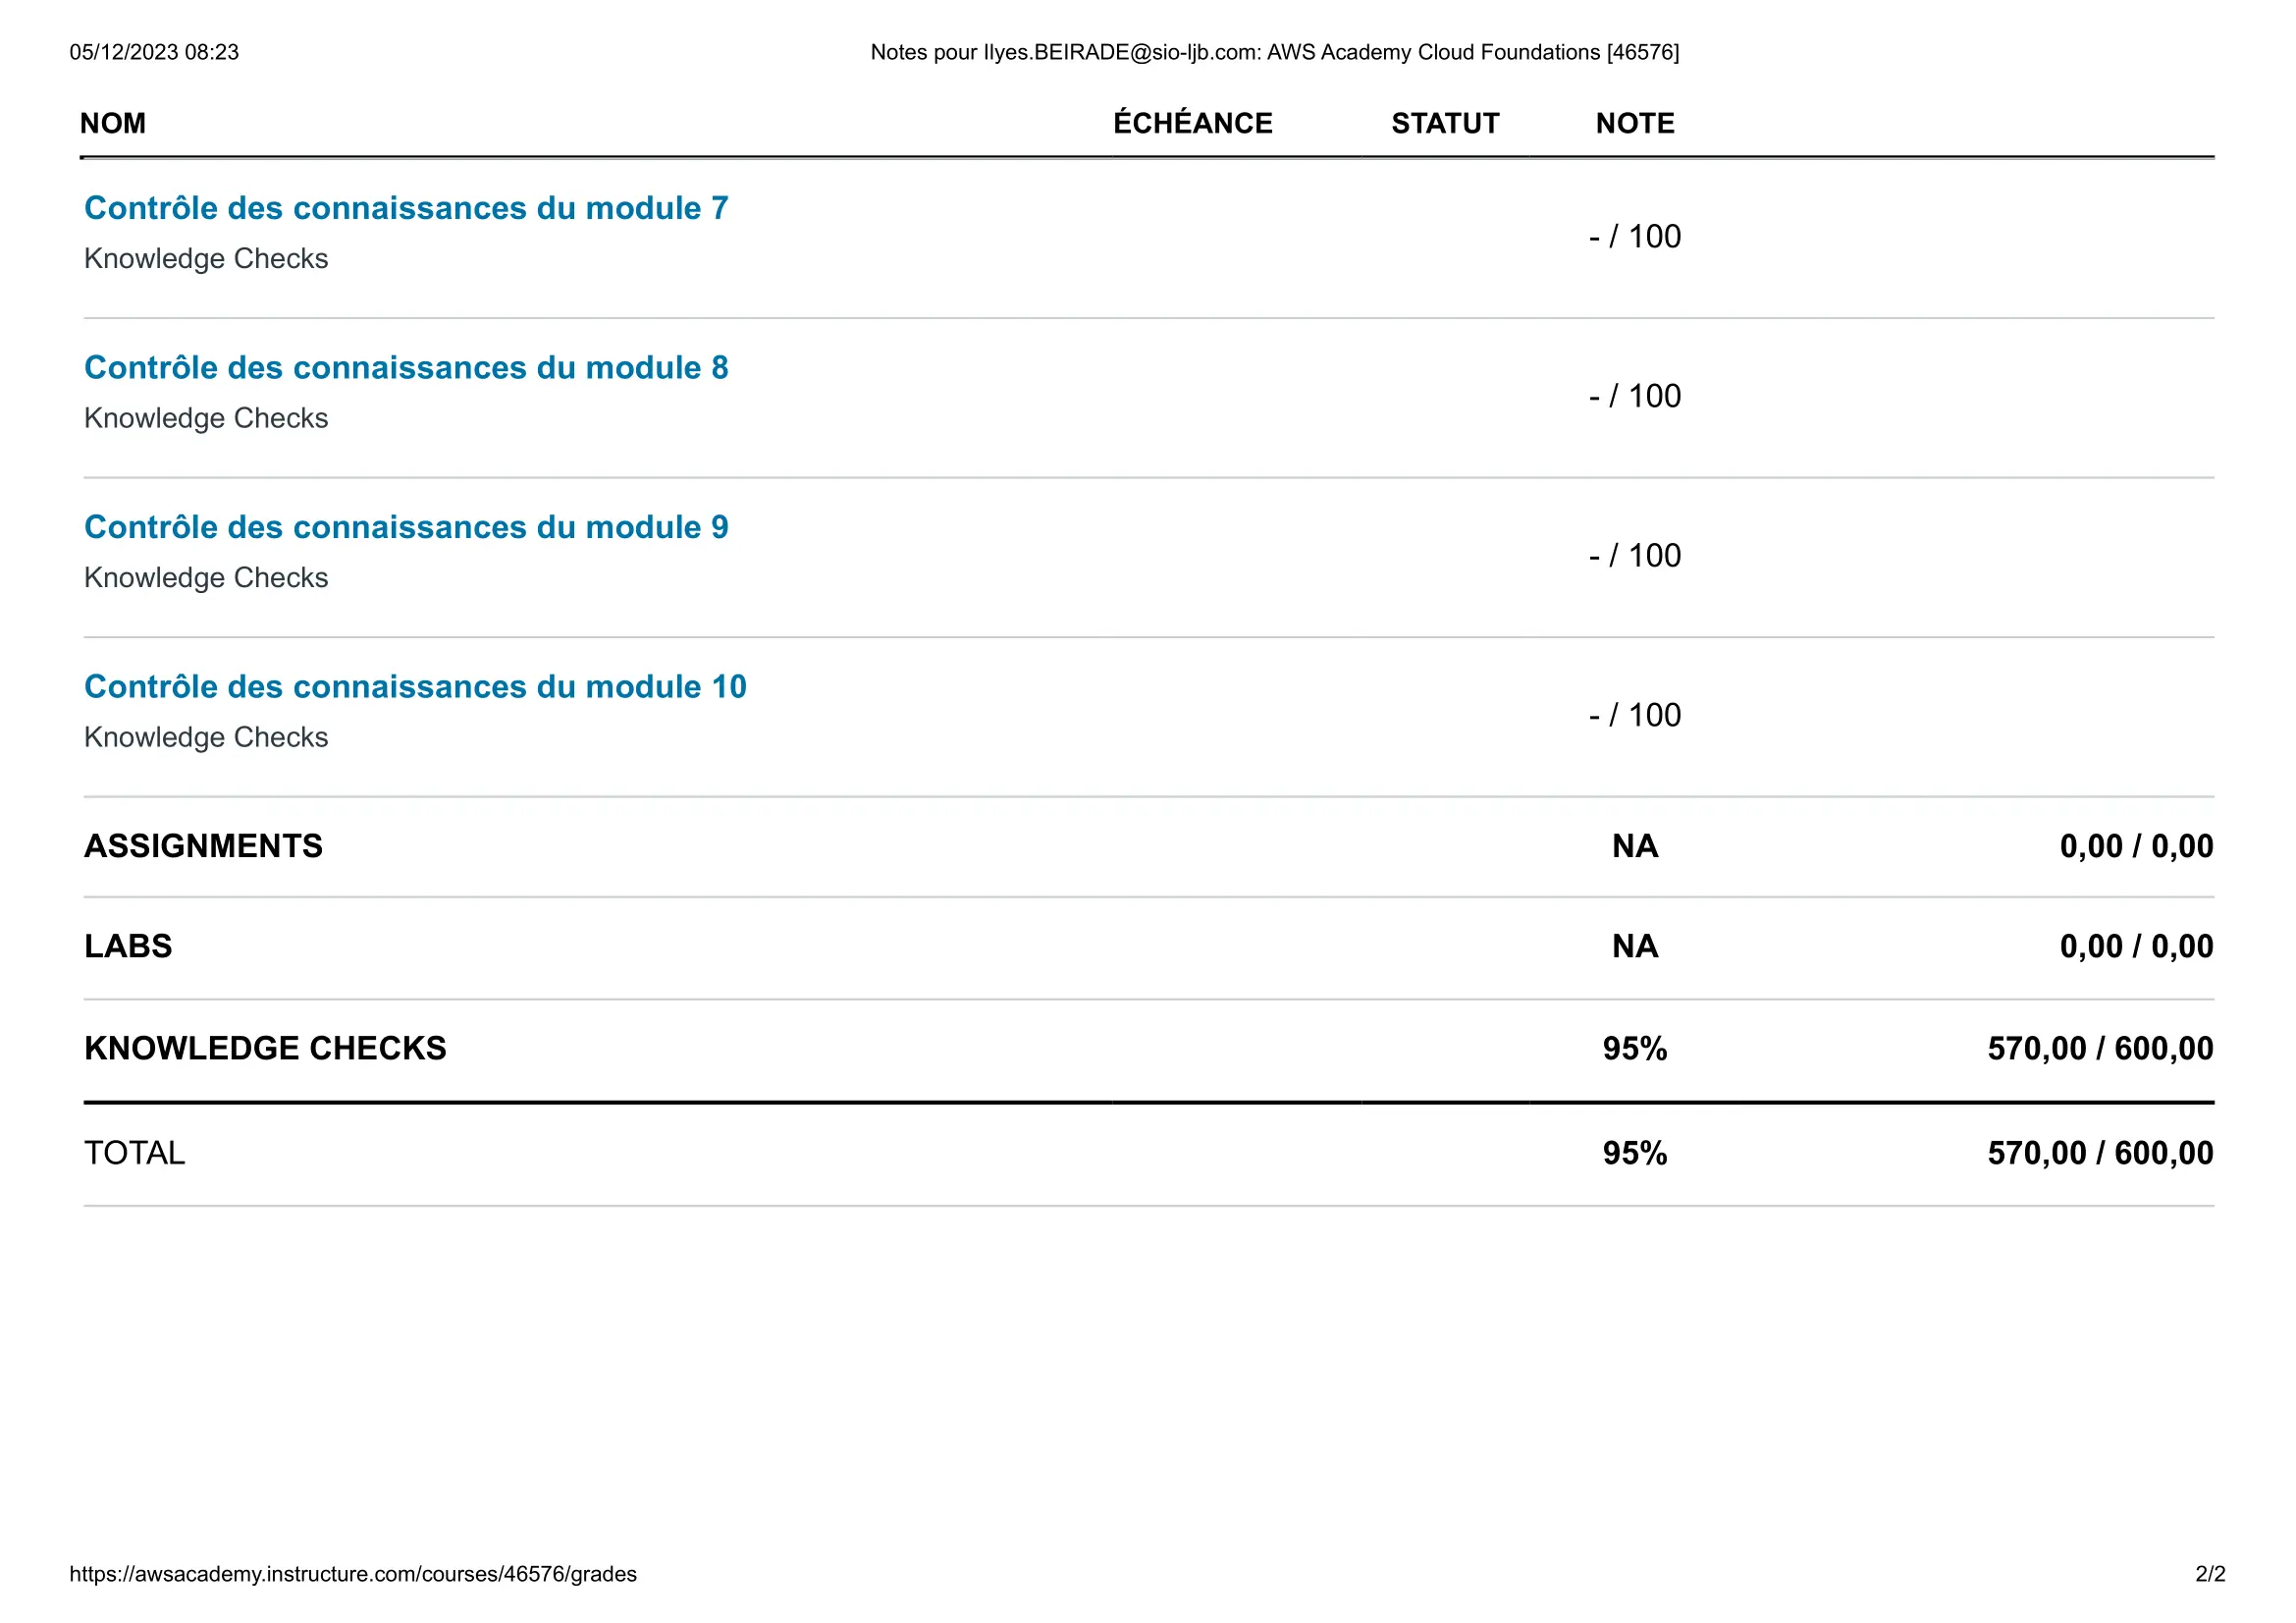 05/12/2023 08:23 Notes pour Ilyes.BEIRADE@sio-ljb.com: AWS Academy Cloud Foundations [46576]
NOM ÉCHÉANCE STATUT NOTE
Contrôle des connaissances du module 7
Knowledge Checks
- / 100
Contrôle des connaissances du module 8
Knowledge Checks
- / 100
Contrôle des connaissances du module 9
Knowledge Checks
- / 100
Contrôle des connaissances du module 10
Knowledge Checks
- / 100
ASSIGNMENTS NA 0,00 / 0,00
LABS NA 0,00 / 0,00
KNOWLEDGE CHECKS 95% 570,00 / 600,00
TOTAL 95% 570,00 / 600,00
https://awsacademy.instructure.com/courses/46576/grades 2/2